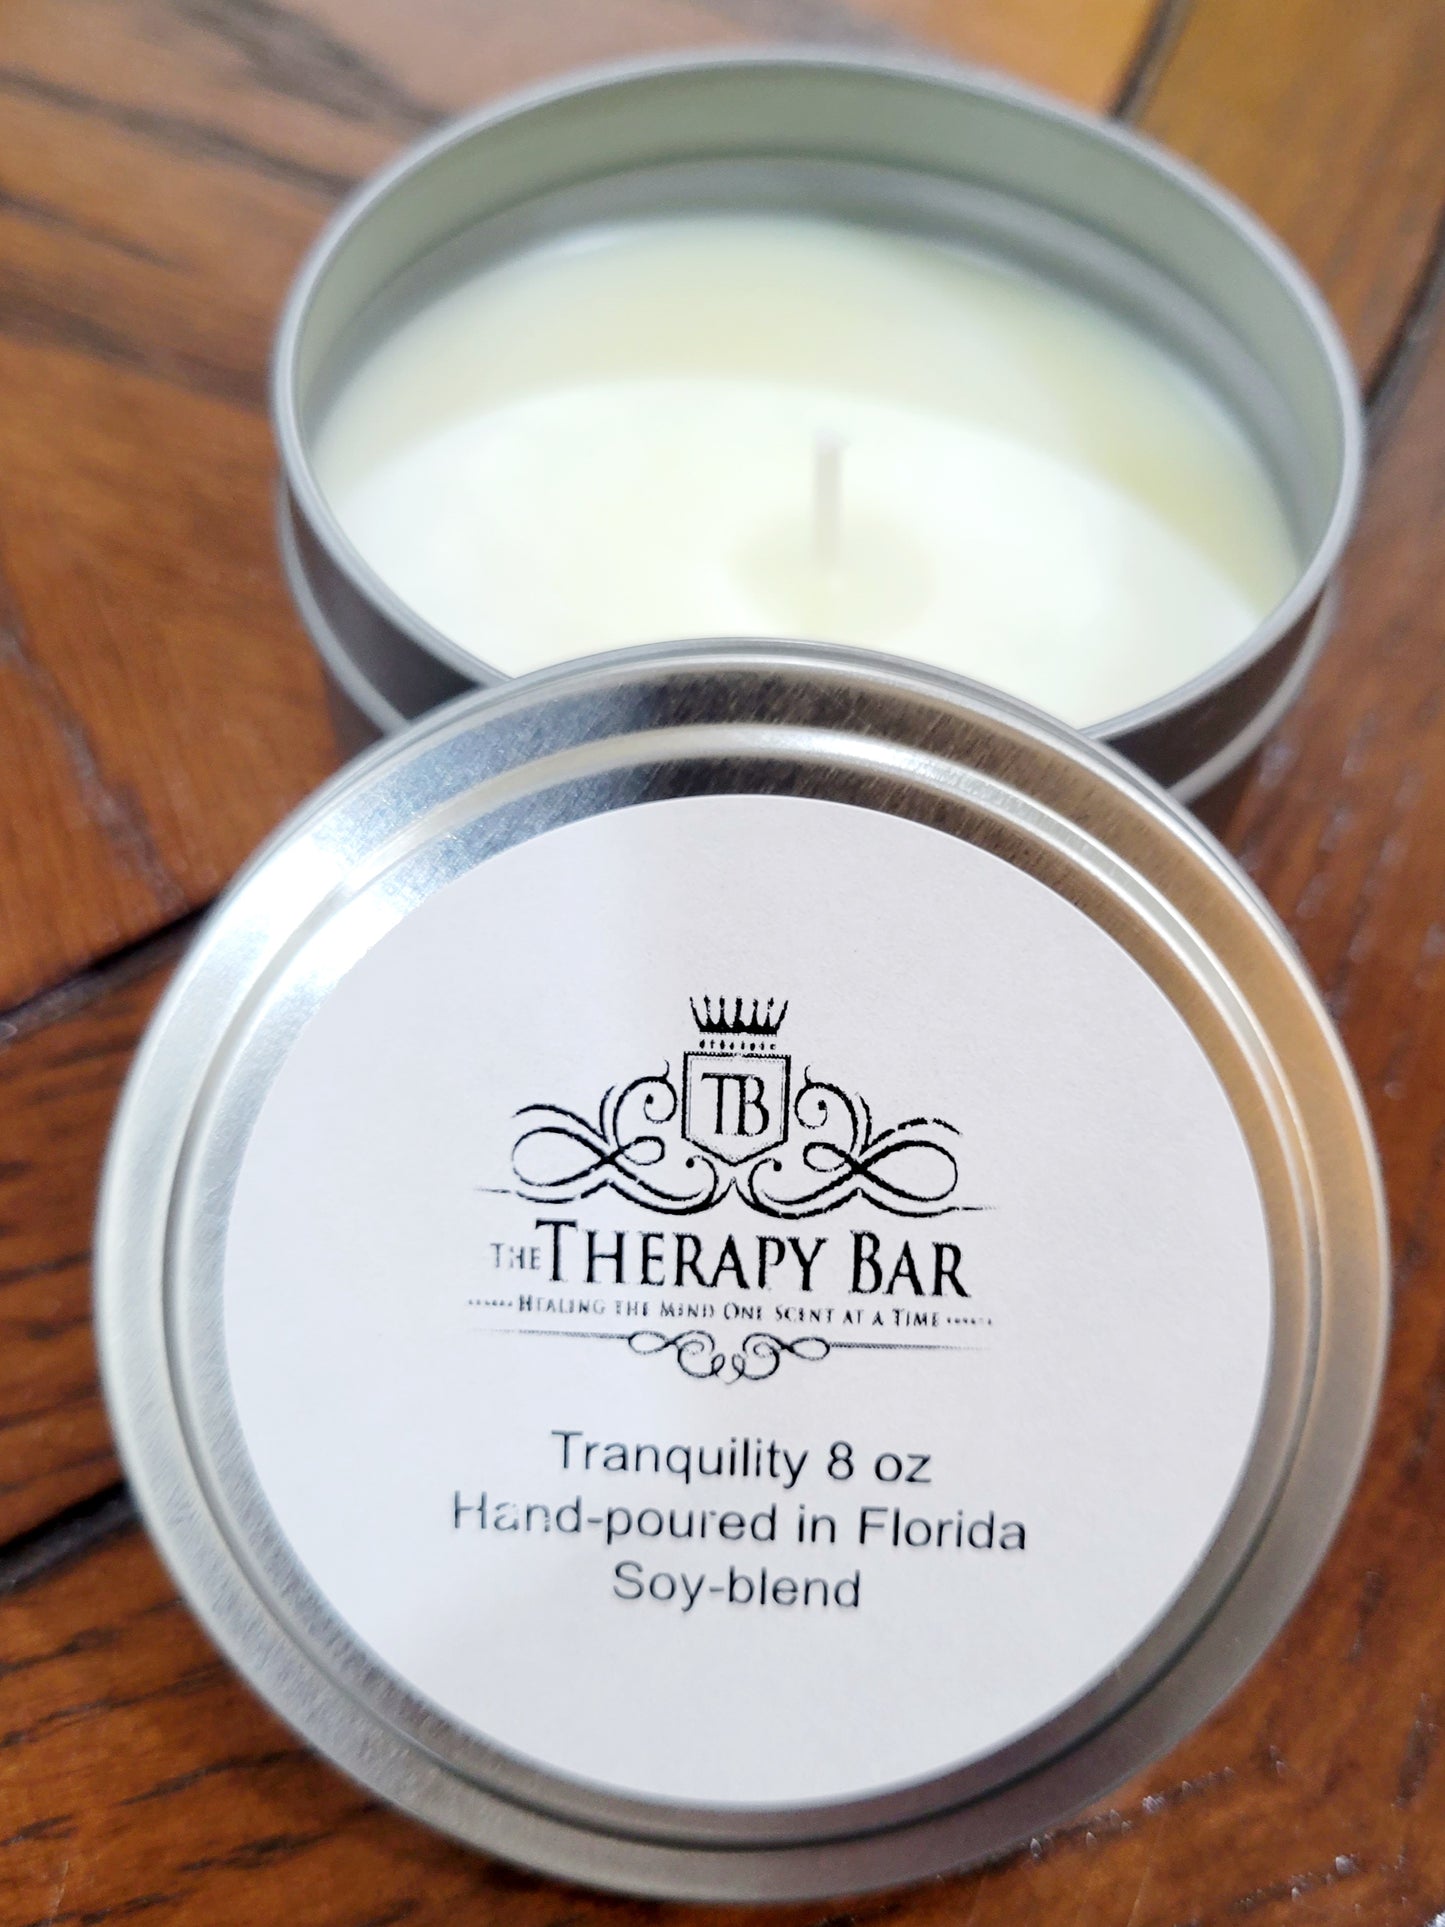 TB
THE THERAPY BAR
HEALING THE MIND ONE SCENT AT A TIME
Tranquility 8 oz
Hand-poured in Florida
Soy-blend